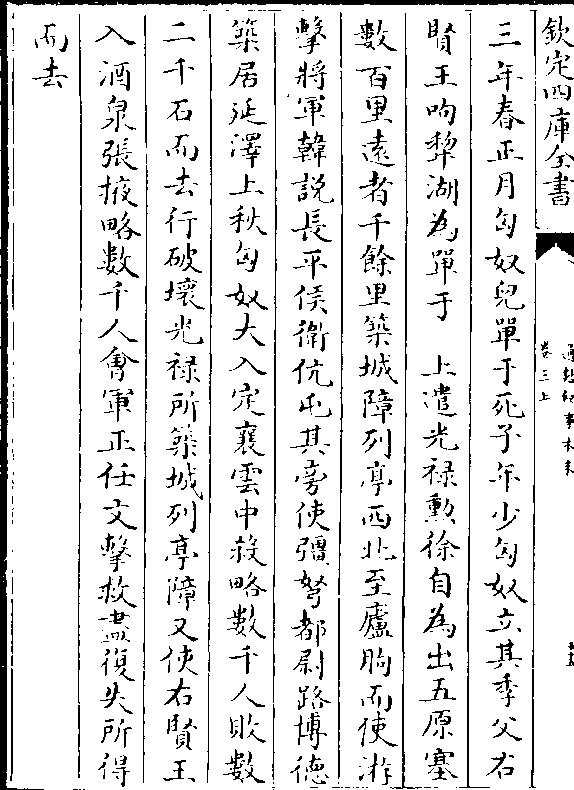 欽定四庫全書
通鑑紀事本末
卷三上
三年春正月匈奴兒單于死子年少匈奴立其季父右
賢王呴犂湖為單于　上遣光祿勲徐自為出五原塞
數百里遠者千餘里築城障列亭西北至廬朐而使游
擊將軍韓説長平侯衛伉屯其旁使彊弩都尉路博德
築居延澤上秋匈奴大入定襄雲中殺略數千人敗數
二千石而去行破壞光祿所築城列亭障又使右賢王
入酒泉張掖略數千人會軍正任文擊救盡復失所得
而去